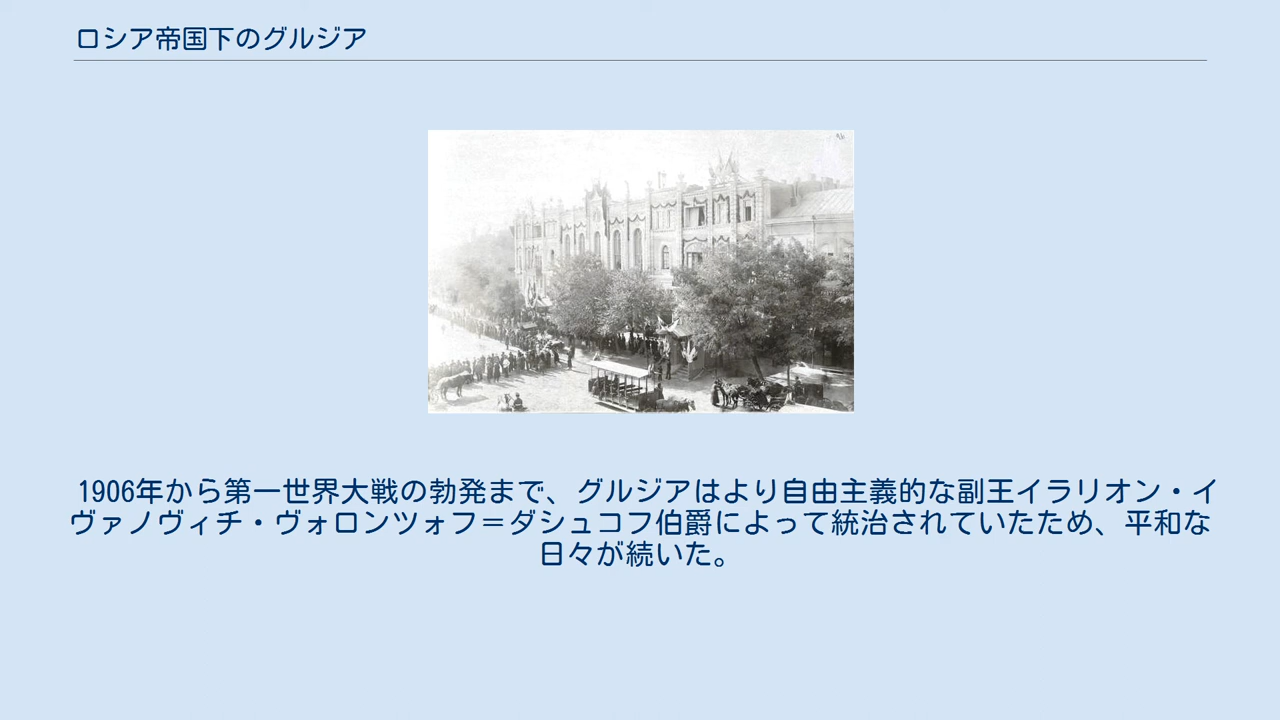 ロシア帝国下のグルジア
1906年から第一世界大戦の勃発まで、グルジアはより自由主義的な副王イラリオン・イ
ヴァノヴィチ・ヴォロンツォフ＝ダシュコフ伯爵によって統治されていたため、平和な
日々が続いた。